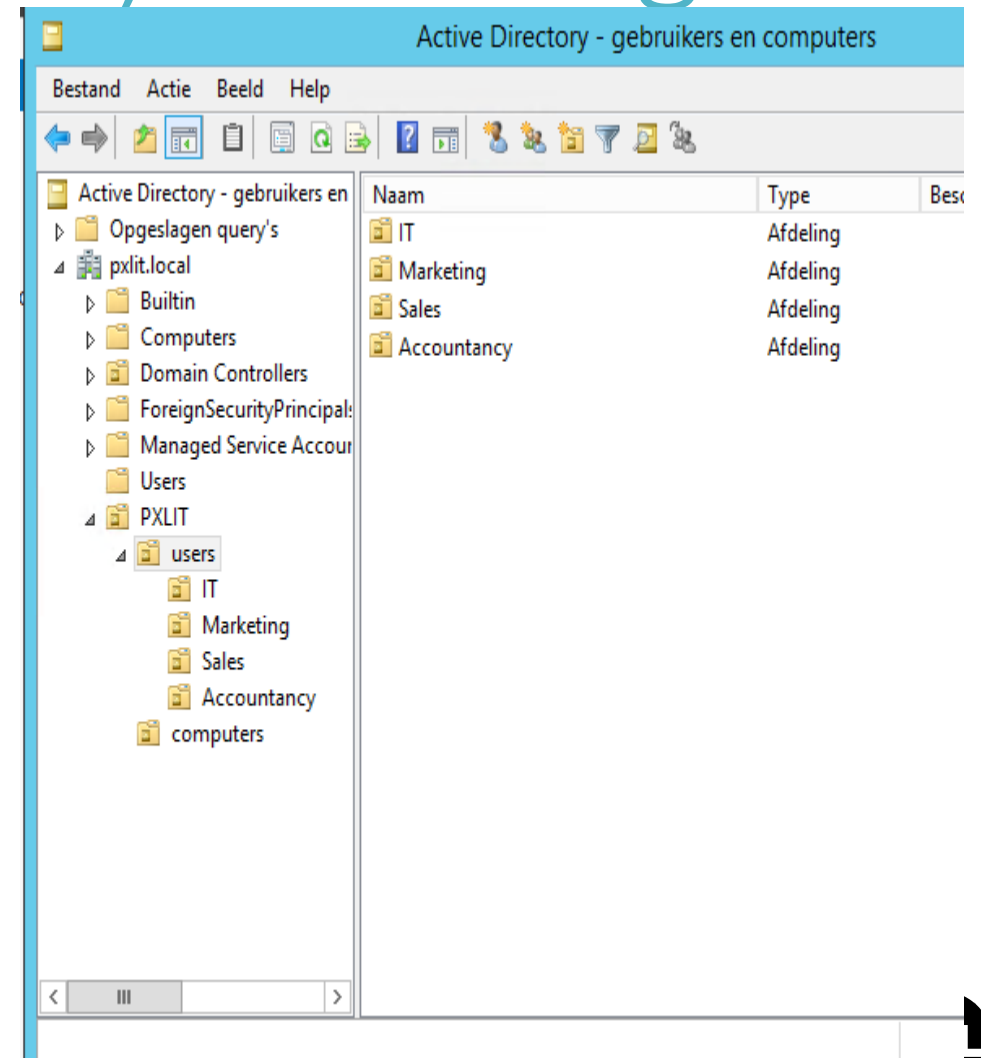 Active Directory - gebruikers en computers
Bestand Actie Beeld Help
Active Directory - gebruikers en
Opgeslagen query's
pxlit.local
Builtin
Computers
Domain Controllers
ForeignSecurityPrincipal
Managed Service Accour
Users
PXLIT
users
IT
Marketing
Sales
Accountancy
computers
Naam Type Besc
IT Afdeling
Marketing Afdeling
Sales Afdeling
Accountancy Afdeling